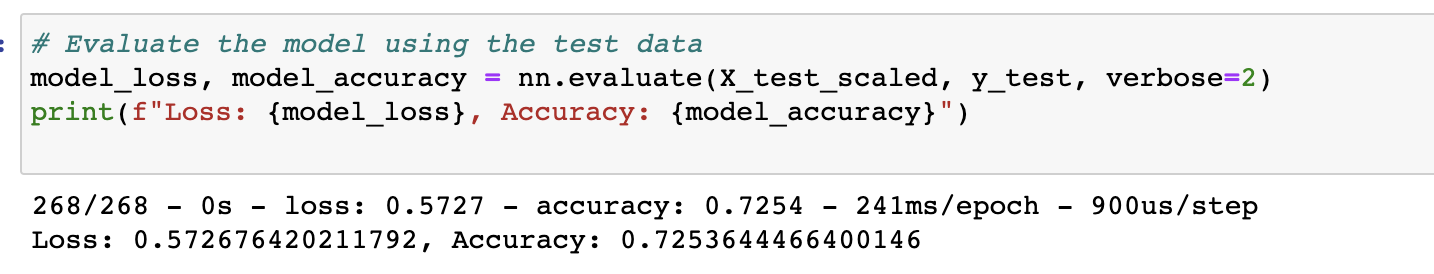 :
# Evaluate the model using the test data
model_loss, model_accuracy = nn.evaluate(X_test_scaled, y_test, verbose=2)
print(f"Loss: {model_loss}, Accuracy: {model_accuracy}")
268/268 - 0s - loss: 0.5727 - accuracy: 0.7254 - 241ms/epoch - 900us/step
Loss: 0.572676420211792, Accuracy: 0.7253644466400146